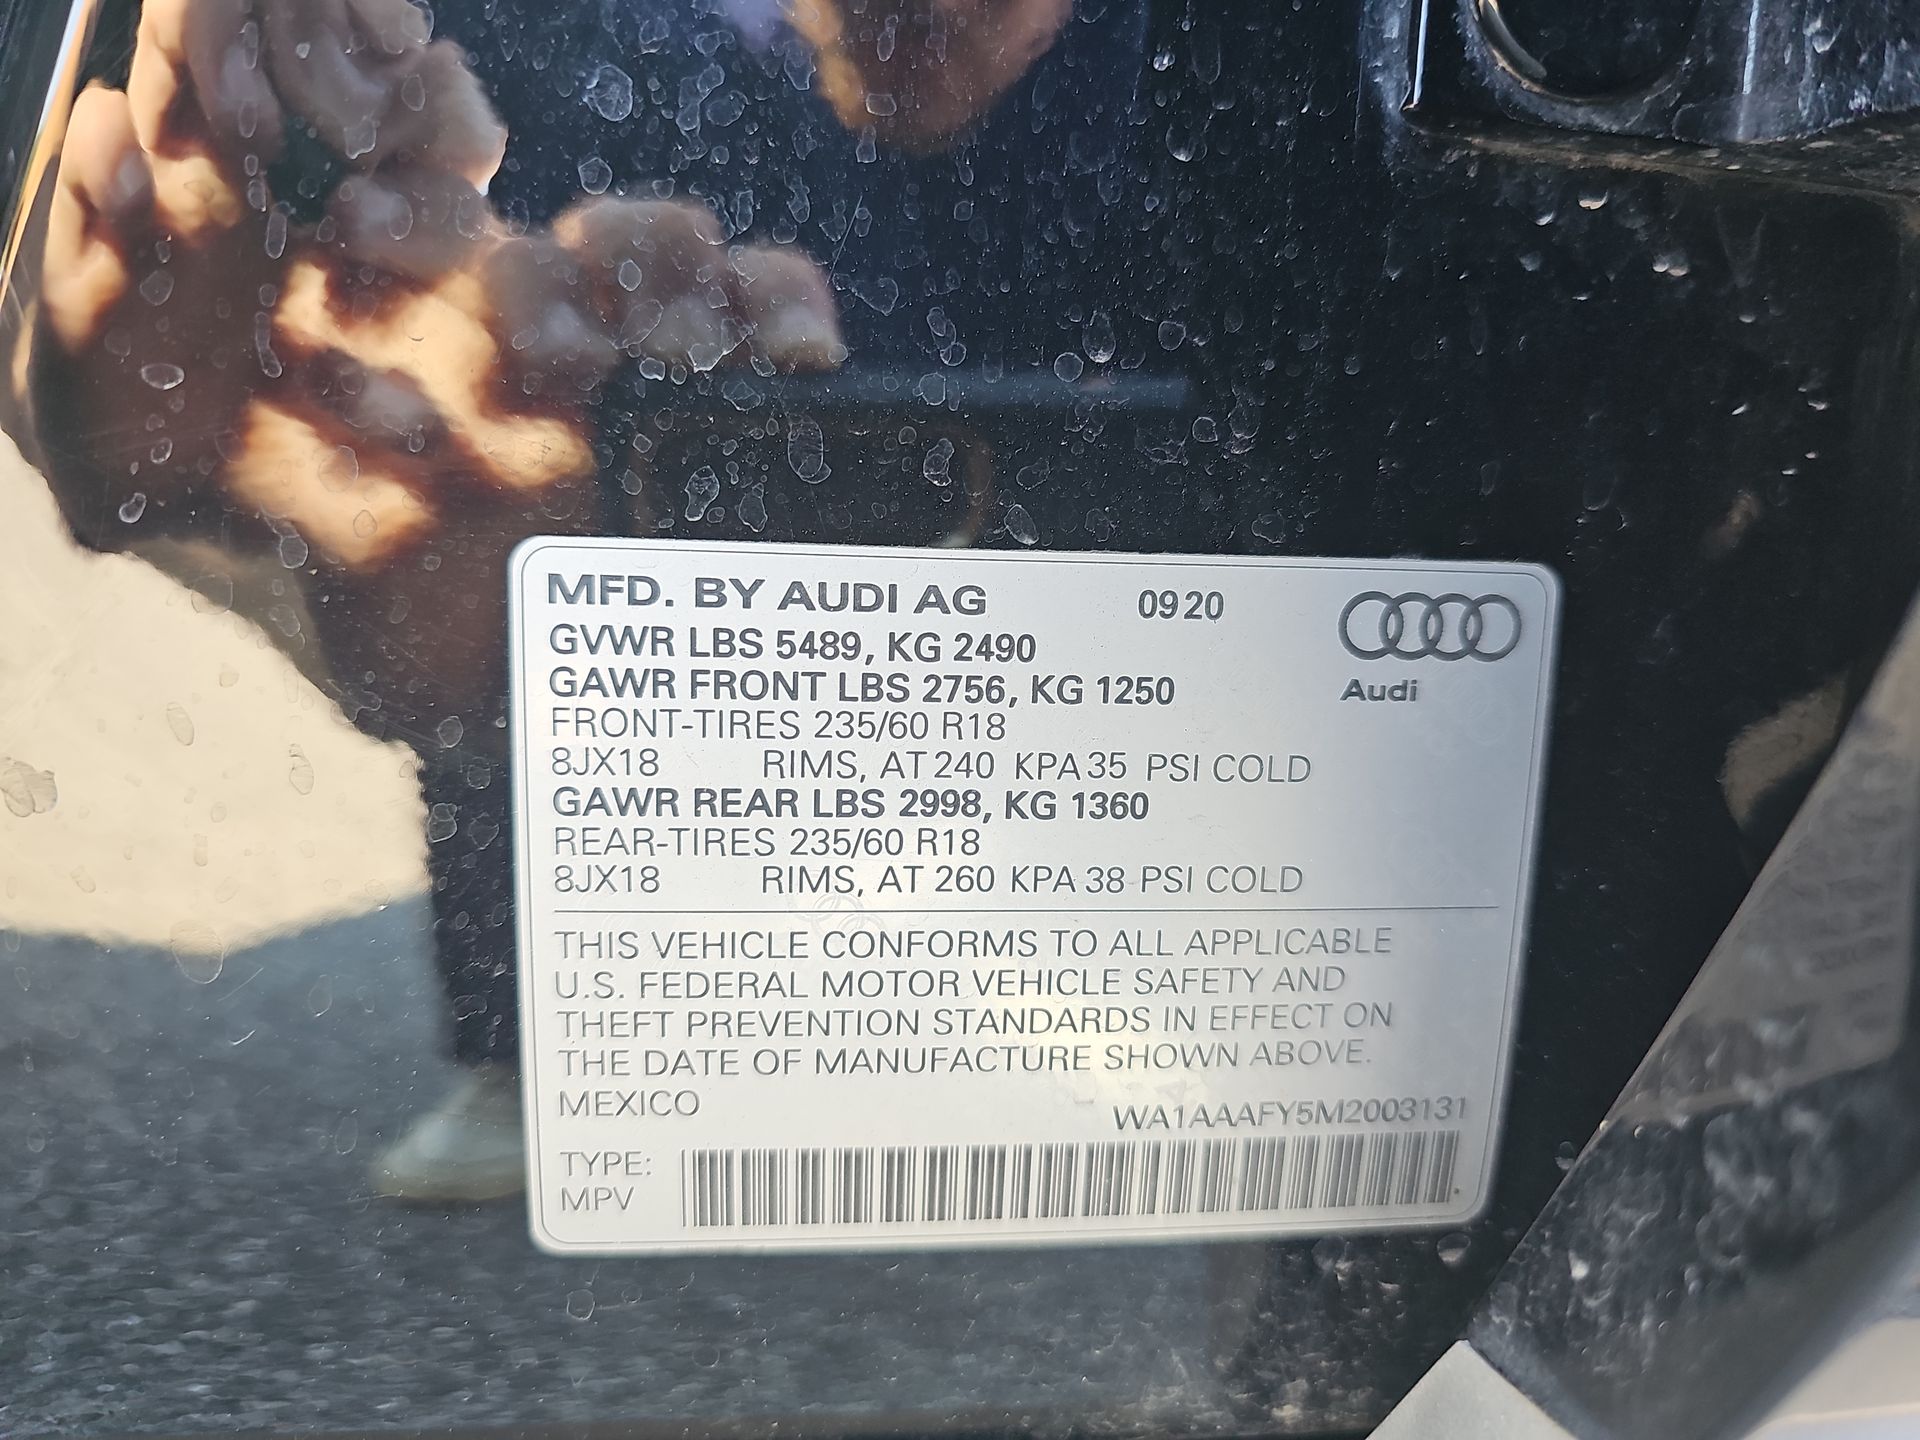 MFD. BY AUDI AG 0920
GVWR LBS 5489, KG 2490
GAWR FRONT LBS 2756, KG 1250
Audi
FRONT-TIRES 235/60 R18
8JX18 RIMS, AT 240 KPA 35 PSI COLD
GAWR REAR LBS 2998, KG 1360
REAR-TIRES 235/60 R18
8JX18 RIMS, AT 260 KPA 38 PSI COLD
THIS VEHICLE CONFORMS TO ALL APPLICABLE
U.S. FEDERAL MOTOR VEHICLE SAFETY AND
THEFT PREVENTION STANDARDS IN EFFECT ON
THE DATE OF MANUFACTURE SHOWN ABOVE.
MEXICO WA1AAAFY5M2003131
TYPE:
MPV